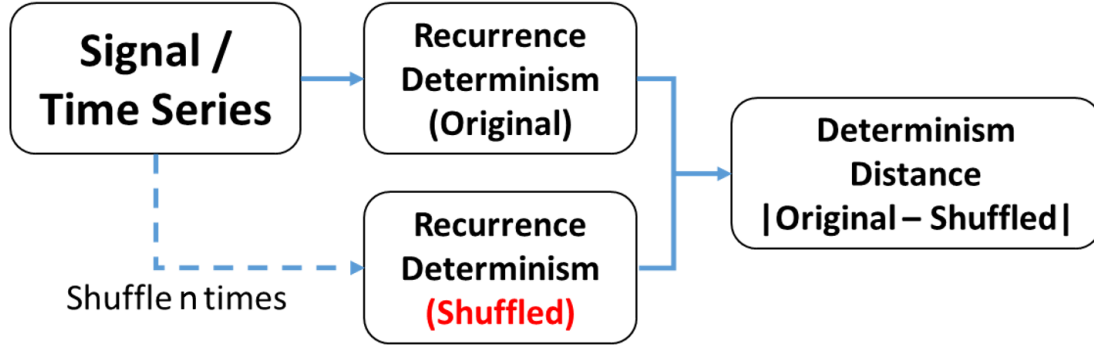 Signal /
Time Series
Recurrence
Determinism
(Original)
Recurrence
Determinism
(Shuffled)
Shuffle n times
Determinism
Distance
|Original – Shuffled|